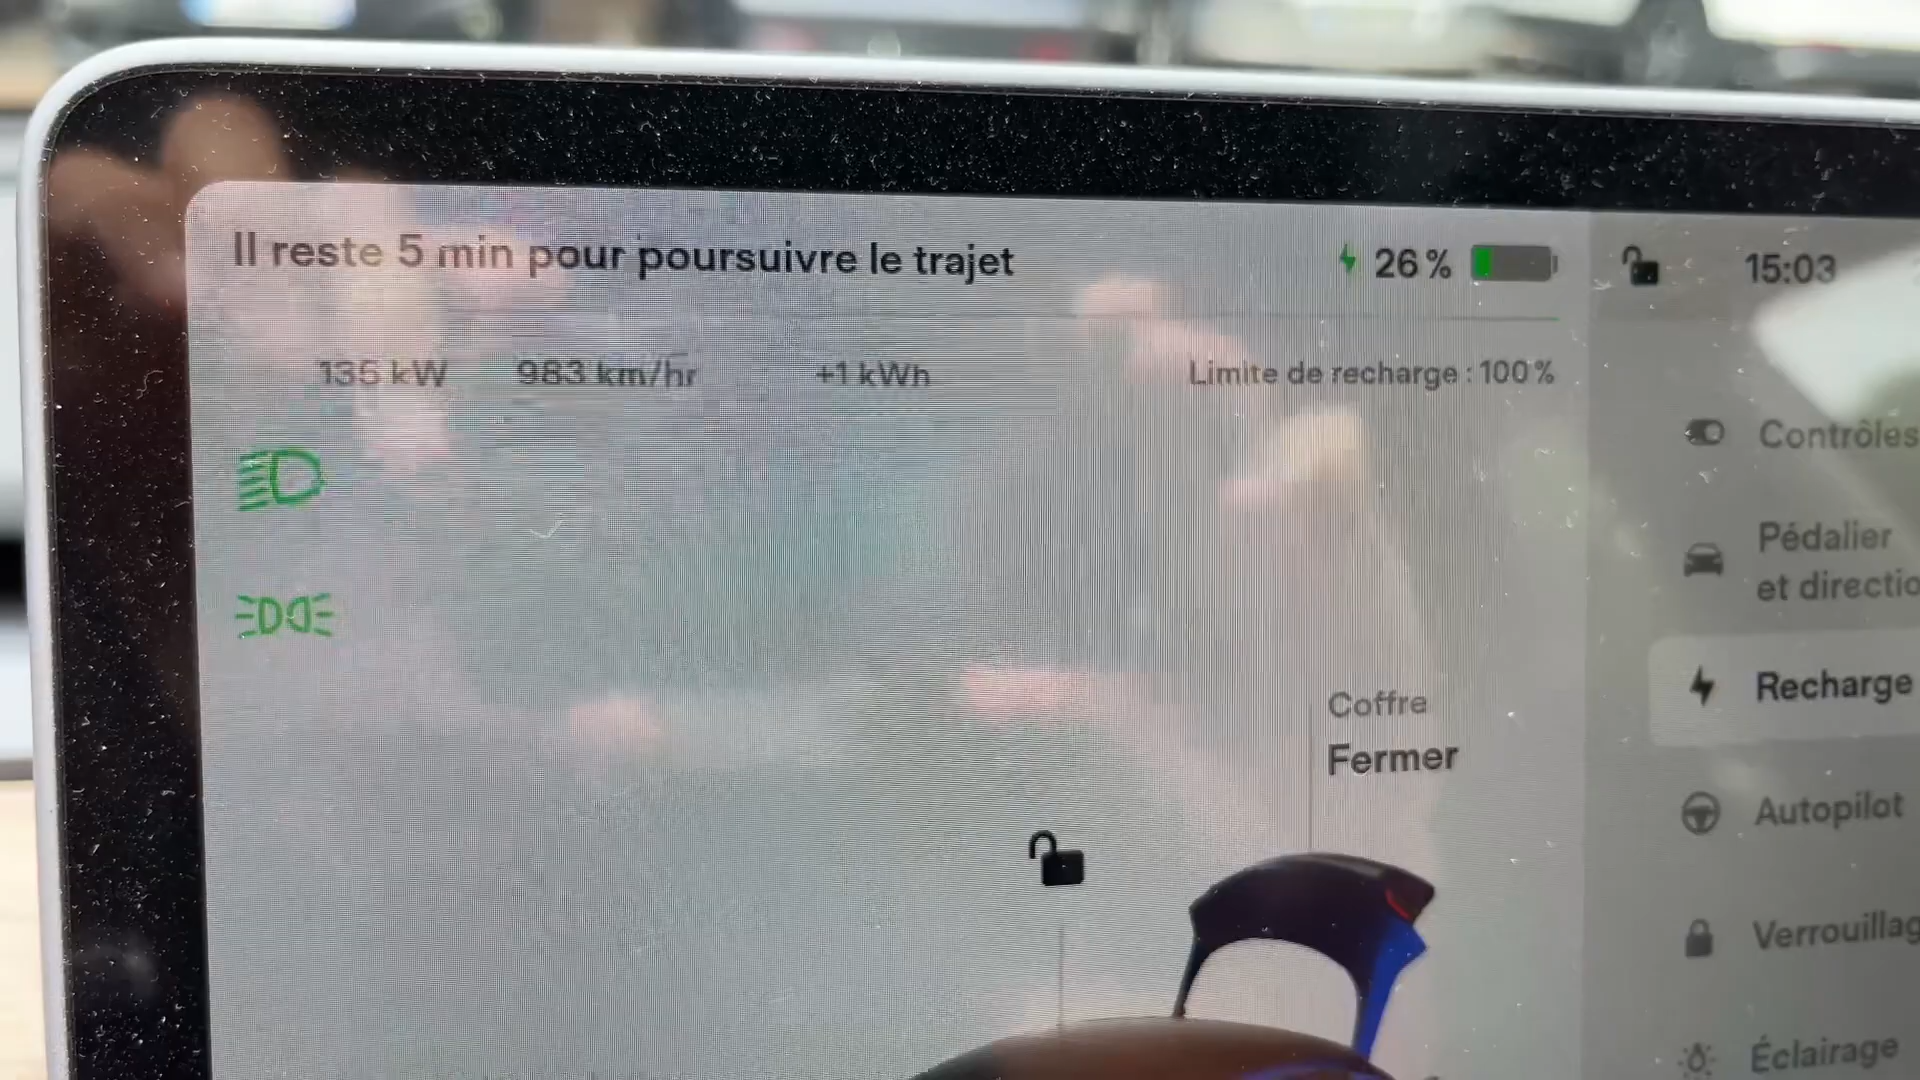 Il reste 5 min pour poursuivre le trajet
26 %
15:03
135 kW 983 km/hr +1 kWh
Limite de recharge : 100 %
Contrôles
Pédalier
et directio
Recharge
Coffre
Fermer
Autopilot
Verrouillag
Éclairage